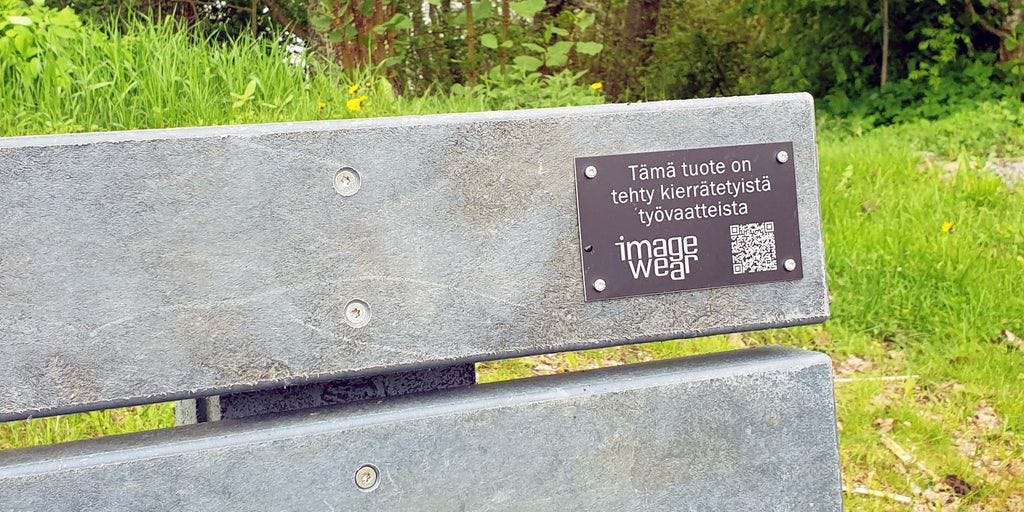 Tämä tuote on
tehty kierrätetyistä
työvaatteista
image
wear